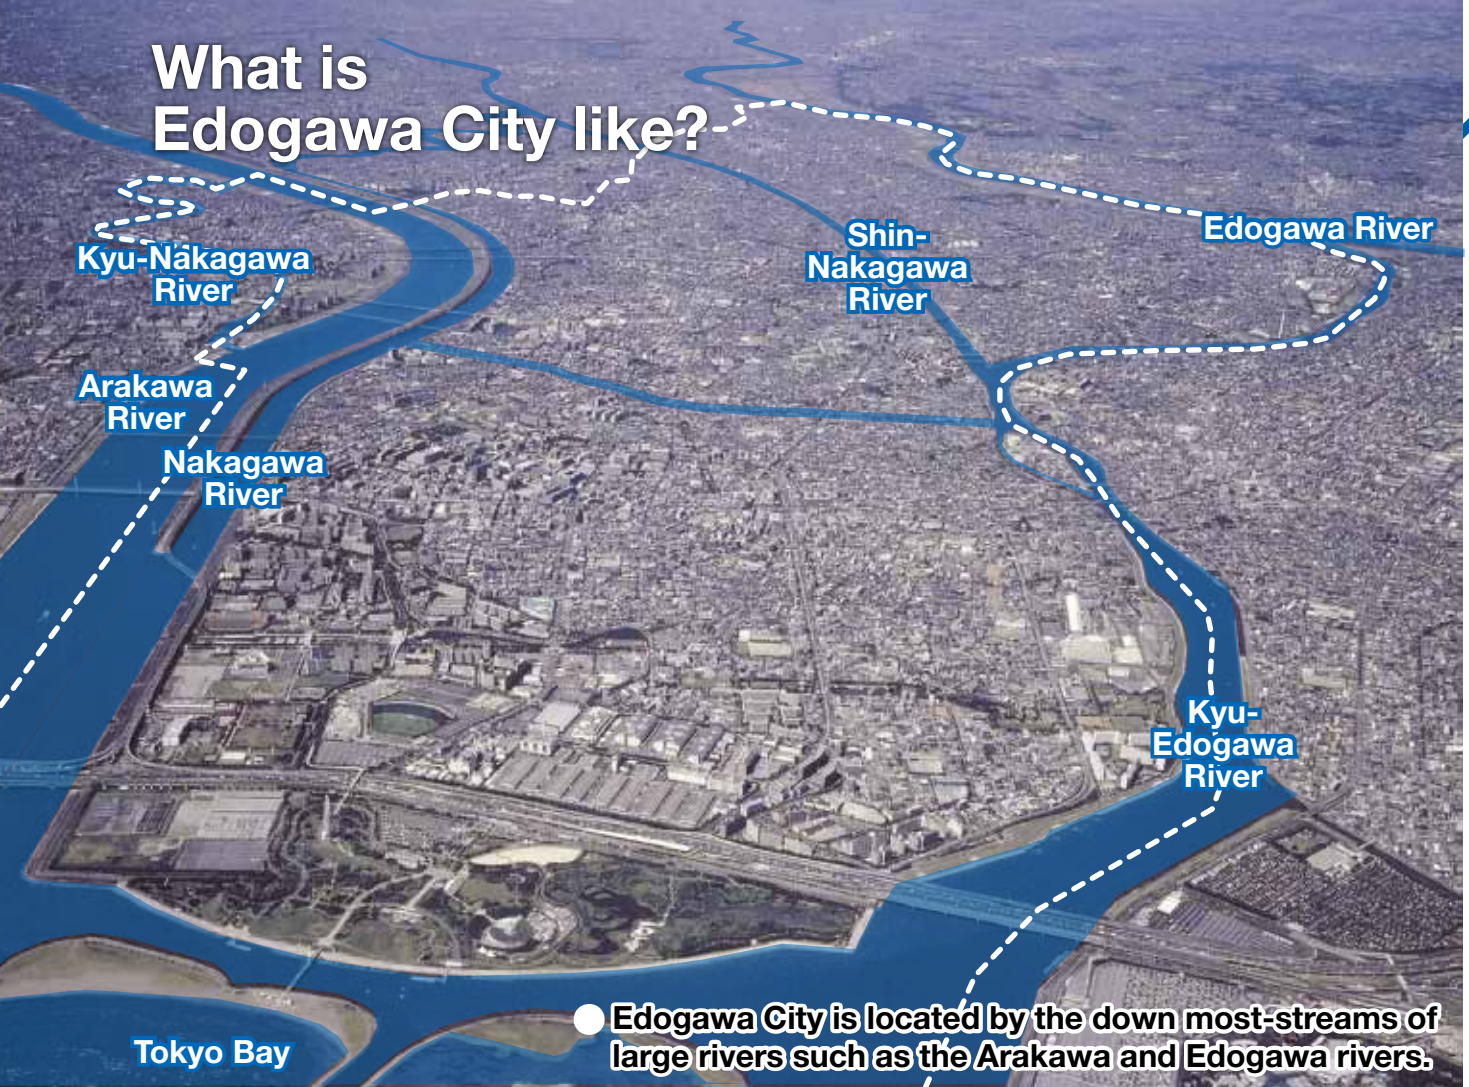 What is
Edogawa City like?
Kyu-Nakagawa
River
Shin-
Nakagawa
River
Edogawa River
Arakawa
River
Nakagawa
River
Kyu-
Edogawa
River
Tokyo Bay
Edogawa City is located by the down most-streams of
large rivers such as the Arakawa and Edogawa rivers.